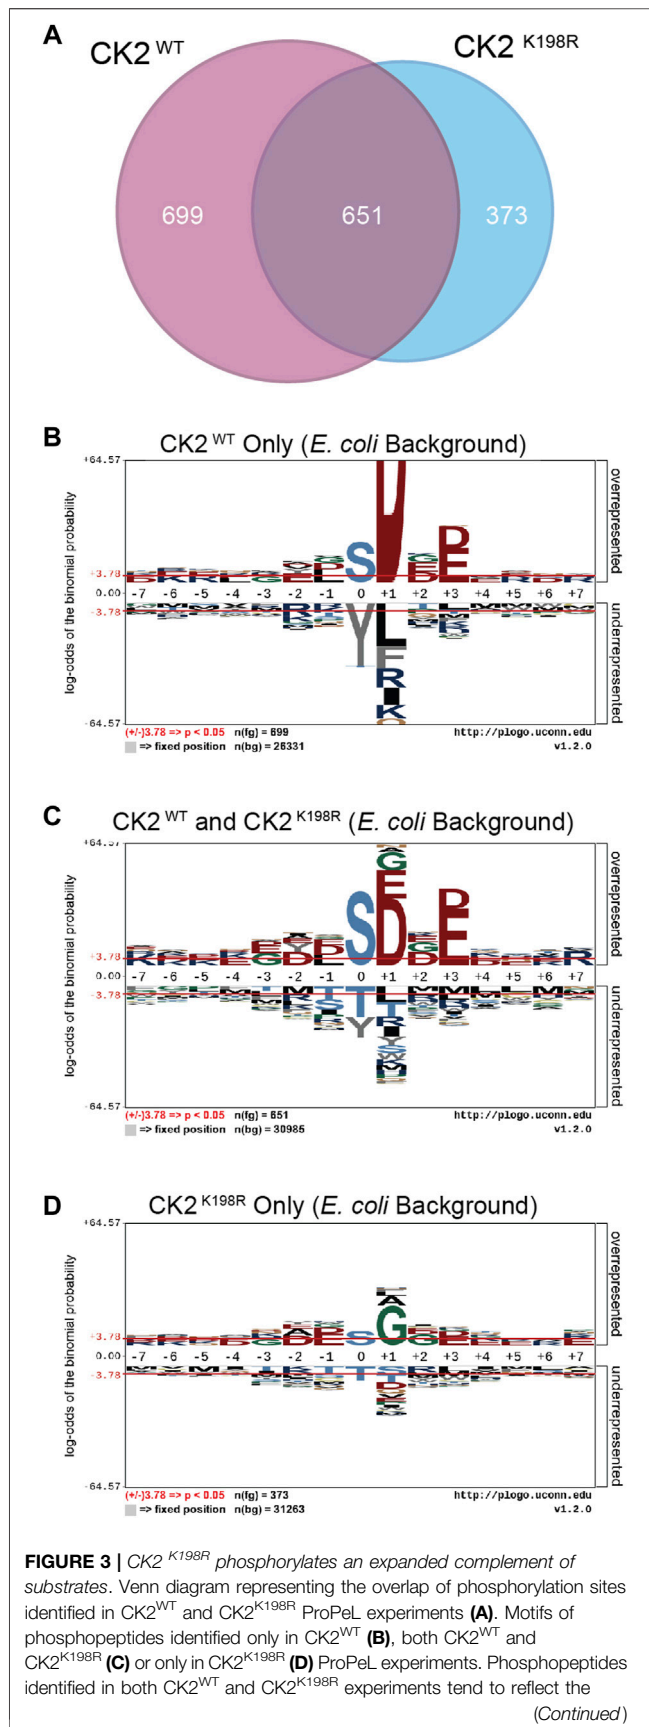 A
CK2 WT
CK2 K198R
699
651
373
B
CK2 WT Only (E. coli Background)
+64.57
log-odds of the binomial probability
+3.78
0.00
-3.78
-64.57
-7 -6 -5 -4 -3 -2 -1 0 +1 +2 +3 +4 +5 +6 +7
overrepresented
underrepresented
(+/-)3.78 => p < 0.05 n(fg) = 699
http://plogo.uconn.edu
=> fixed position n(bg) = 26331
v1.2.0
C
CK2 WT and CK2 K198R (E. coli Background)
+64.57
log-odds of the binomial probability
+3.78
0.00
-3.78
-64.57
-7 -6 -5 -4 -3 -2 -1 0 +1 +2 +3 +4 +5 +6 +7
overrepresented
underrepresented
(+/-)3.78 => p < 0.05 n(fg) = 651
http://plogo.uconn.edu
=> fixed position n(bg) = 30985
v1.2.0
D
CK2 K198R Only (E. coli Background)
+64.57
log-odds of the binomial probability
+3.78
0.00
-3.78
-64.57
-7 -6 -5 -4 -3 -2 -1 0 +1 +2 +3 +4 +5 +6 +7
overrepresented
underrepresented
(+/-)3.78 => p < 0.05 n(fg) = 373
http://plogo.uconn.edu
=> fixed position n(bg) = 31263
v1.2.0
FIGURE 3 | CK2 K198R phosphorylates an expanded complement of
substrates. Venn diagram representing the overlap of phosphorylation sites
identified in CK2WT and CK2K198R ProPeL experiments (A). Motifs of
phosphopeptides identified only in CK2WT (B), both CK2WT and
CK2K198R (C) or only in CK2K198R (D) ProPeL experiments. Phosphopeptides
identified in both CK2WT and CK2K198R experiments tend to reflect the
(Continued)